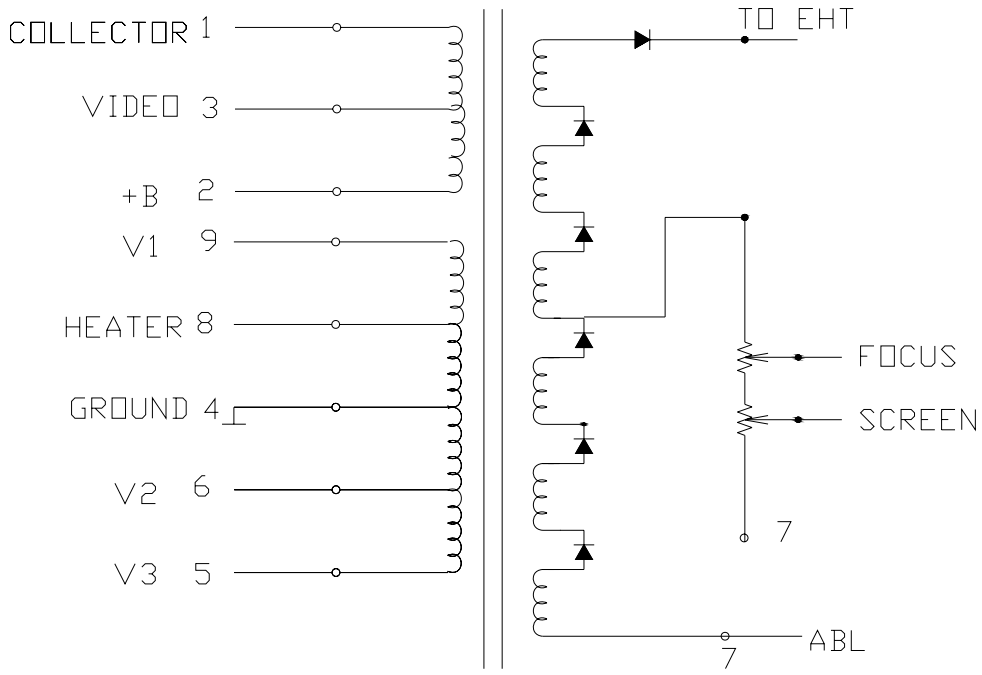 COLLECTOR 1
VIDEO 3
+B 2
V1 9
HEATER 8
GROUND 4
V2 6
V3 5
TO EHT
FOCUS
SCREEN
7
ABL
7